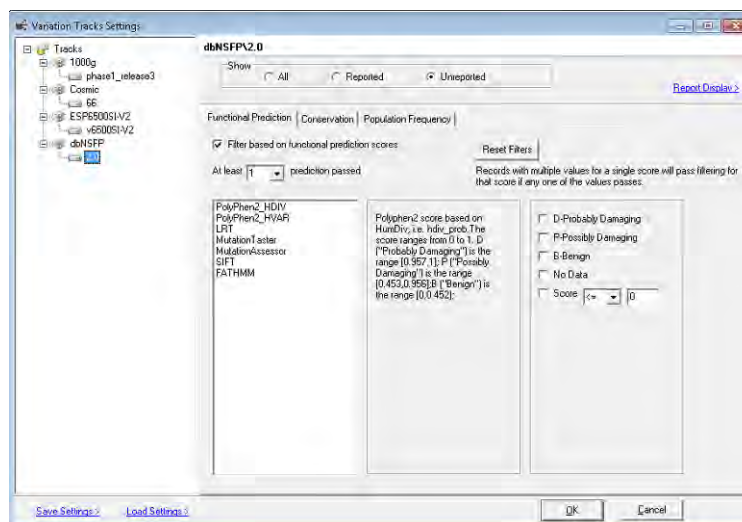 Variation Tracks Settings
Tracks
1000g
phase1_release3
Cosmic
66
ESP6500SI-V2
v6500SI-V2
dbNSFP
2.0
dbNSFP\2.0
Show
All Reported Unreported
Report Display >
Functional Prediction Conservation Population Frequency
Filter based on functional prediction scores
Reset Filters
At least 1 prediction passed
Records with multiple values for a single score will pass filtering for
that score if any one of the values passes.
PolyPhen2_HDIV
PolyPhen2_HVAR
LRT
MutationTaster
MutationAssessor
SIFT
FATHMM
Polyphen2 score based on
HumDiv, i.e. hdiv_prob.The
score ranges from 0 to 1. D
("Probably Damaging") is the
range [0.957,1]; P ("Possibly
Damaging") is the range
[0.453,0.956];B ("Benign") is
the range [0,0.452];
D-Probably Damaging
P-Possibly Damaging
B-Benign
No Data
Score <= 0
Save Settings > Load Settings >
OK Cancel